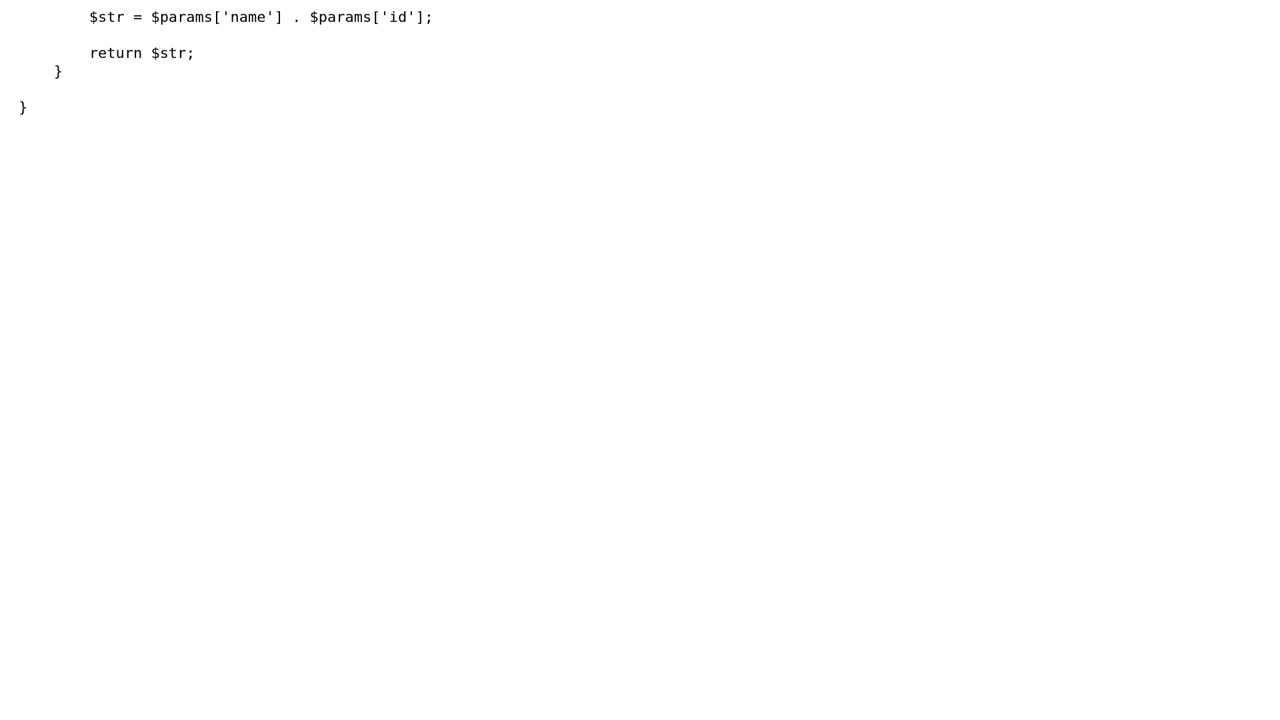 $str = $params['name'] . $params['id'];

        return $str;
    }

}